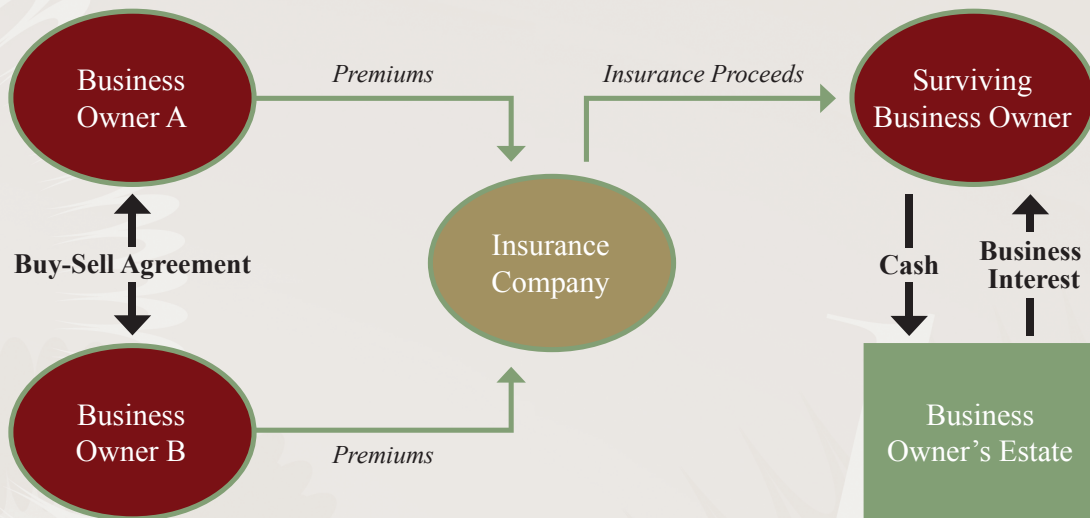 Business
Owner A
Premiums
Insurance Proceeds
Surviving
Business Owner
Buy-Sell Agreement
Insurance
Company
Cash
Business
Interest
Business
Owner B
Premiums
Business
Owner’s Estate